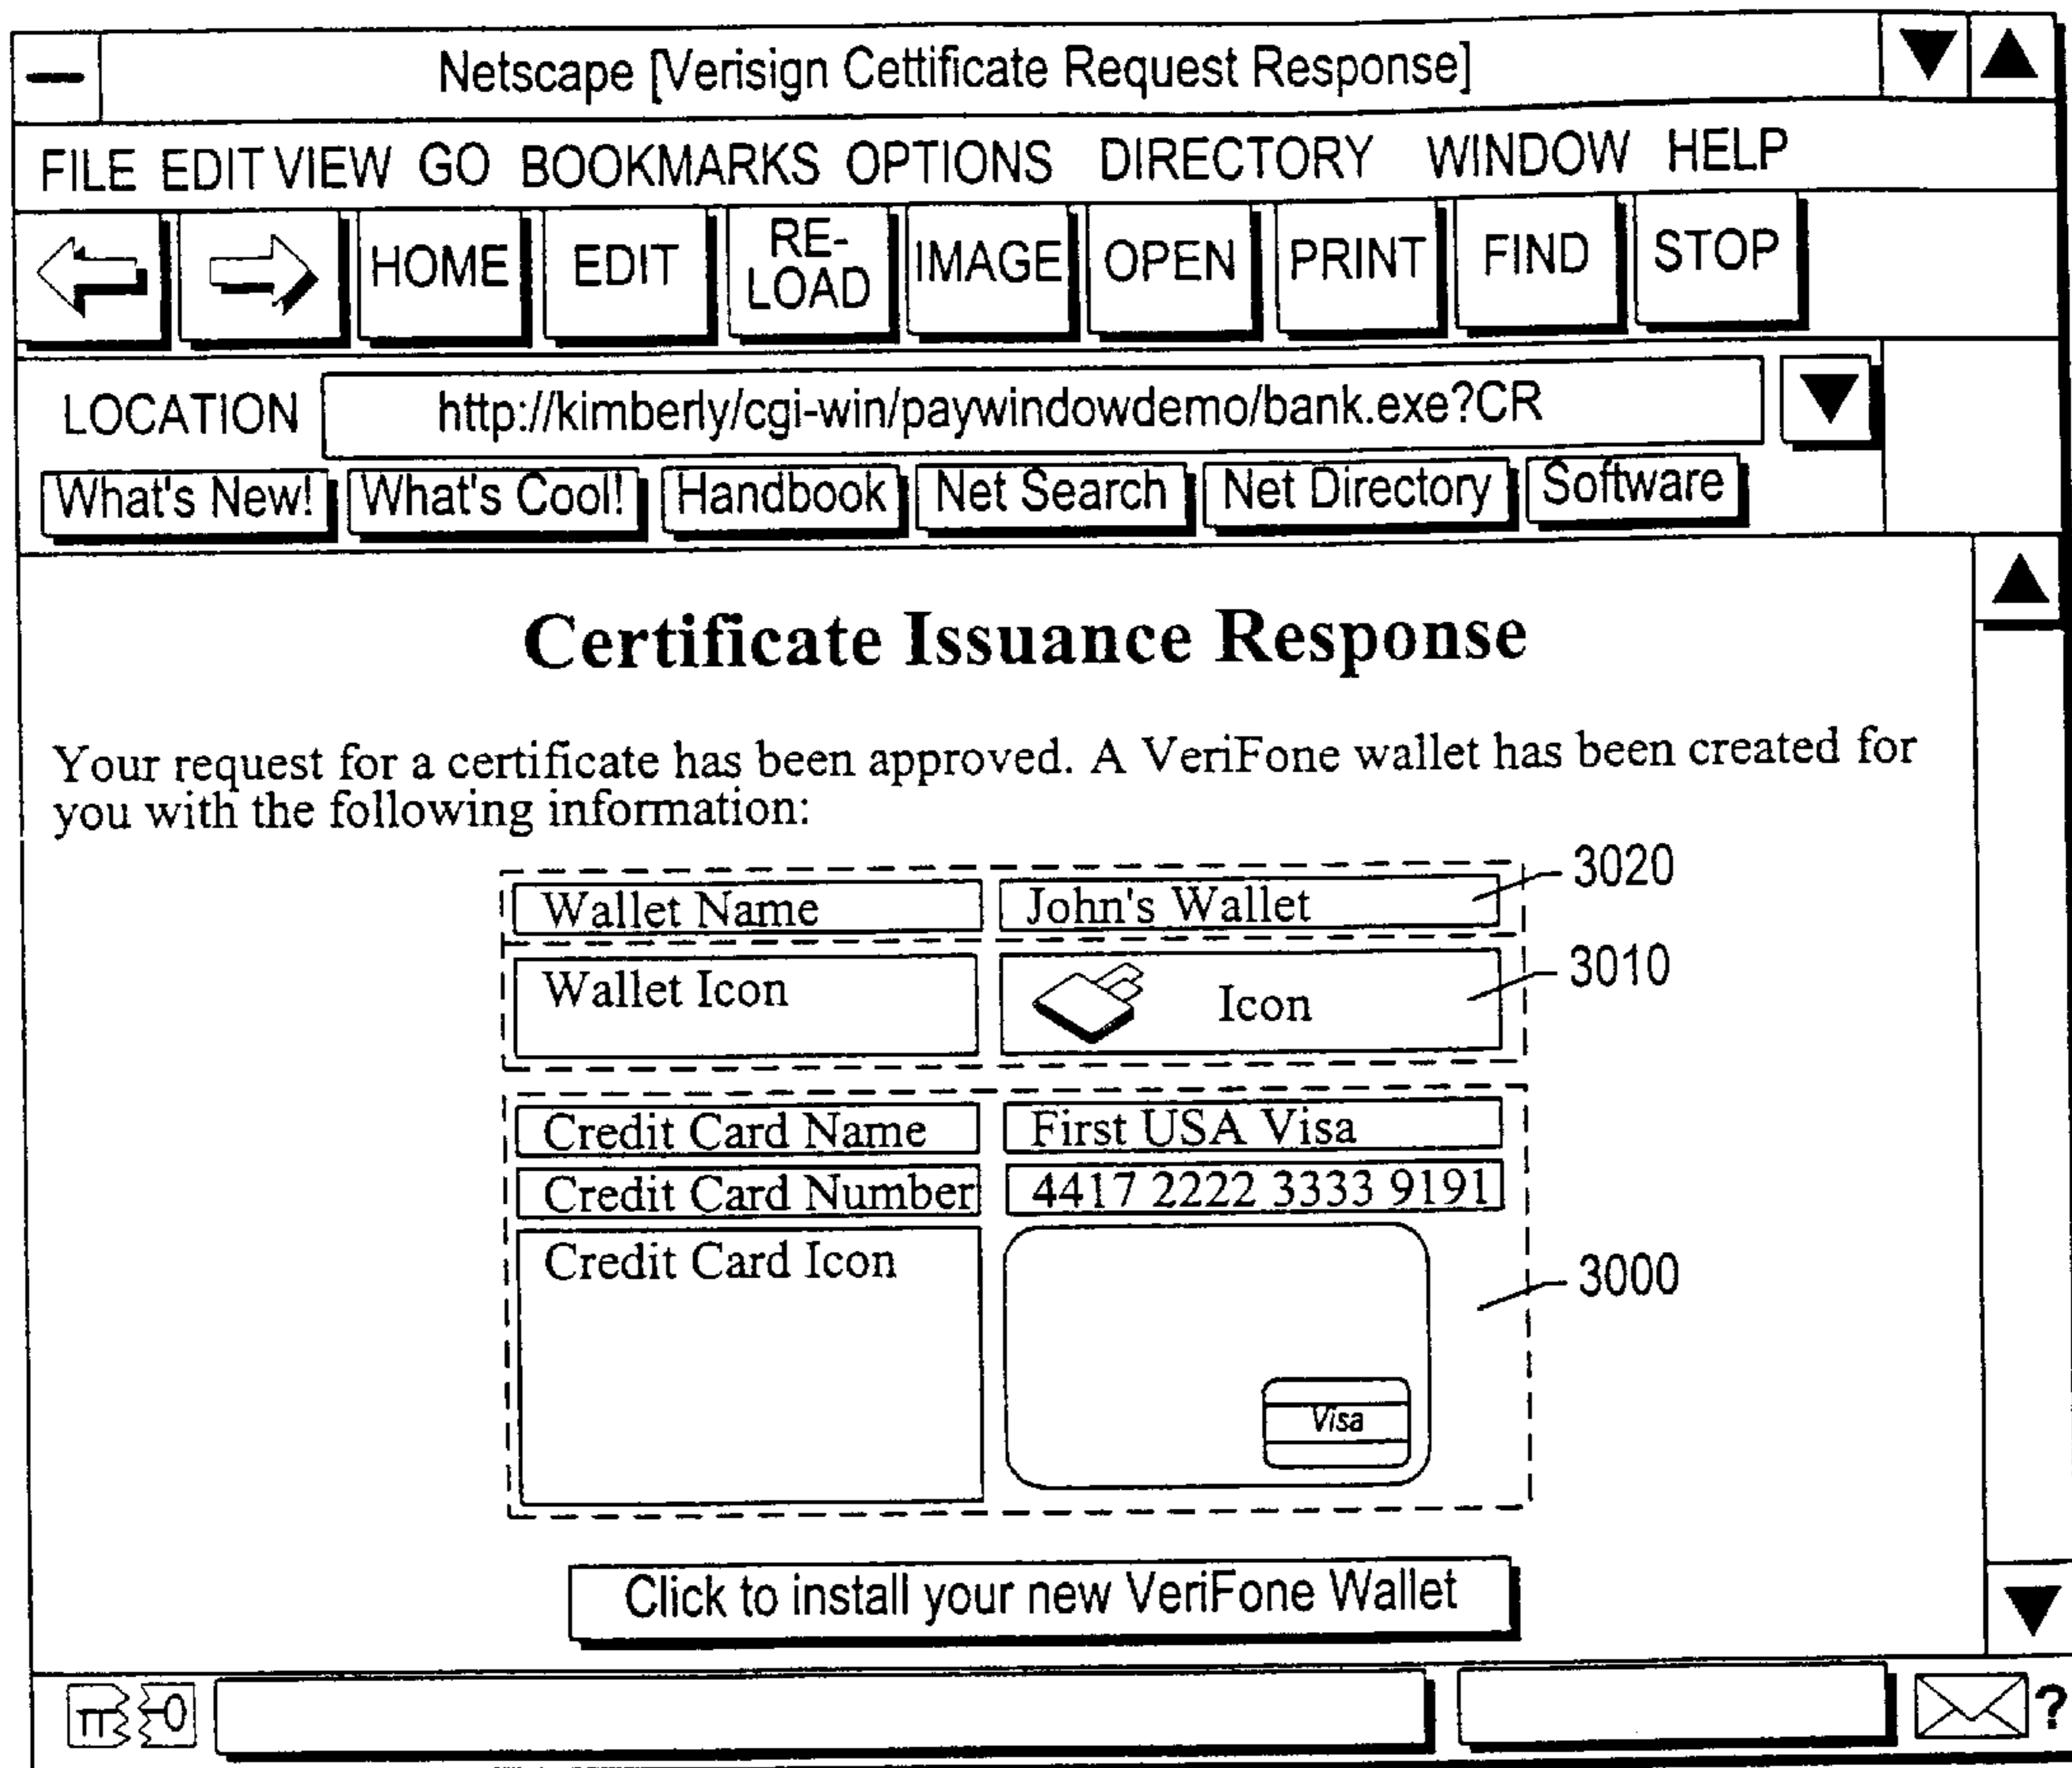 Netscape [Verisign Cettificate Request Response]
FILE EDIT VIEW GO BOOKMARKS OPTIONS DIRECTORY WINDOW HELP
HOME EDIT RE-LOAD IMAGE OPEN PRINT FIND STOP
LOCATION http://kimberly/cgi-win/paywindowdemo/bank.exe?CR
What's New! What's Cool! Handbook Net Search Net Directory Software
Certificate Issuance Response
Your request for a certificate has been approved. A VeriFone wallet has been created for
you with the following information:
Wallet Name John's Wallet 3020
Wallet Icon Icon 3010
Credit Card Name First USA Visa
Credit Card Number 4417 2222 3333 9191
Credit Card Icon 3000
Visa
Click to install your new VeriFone Wallet
?